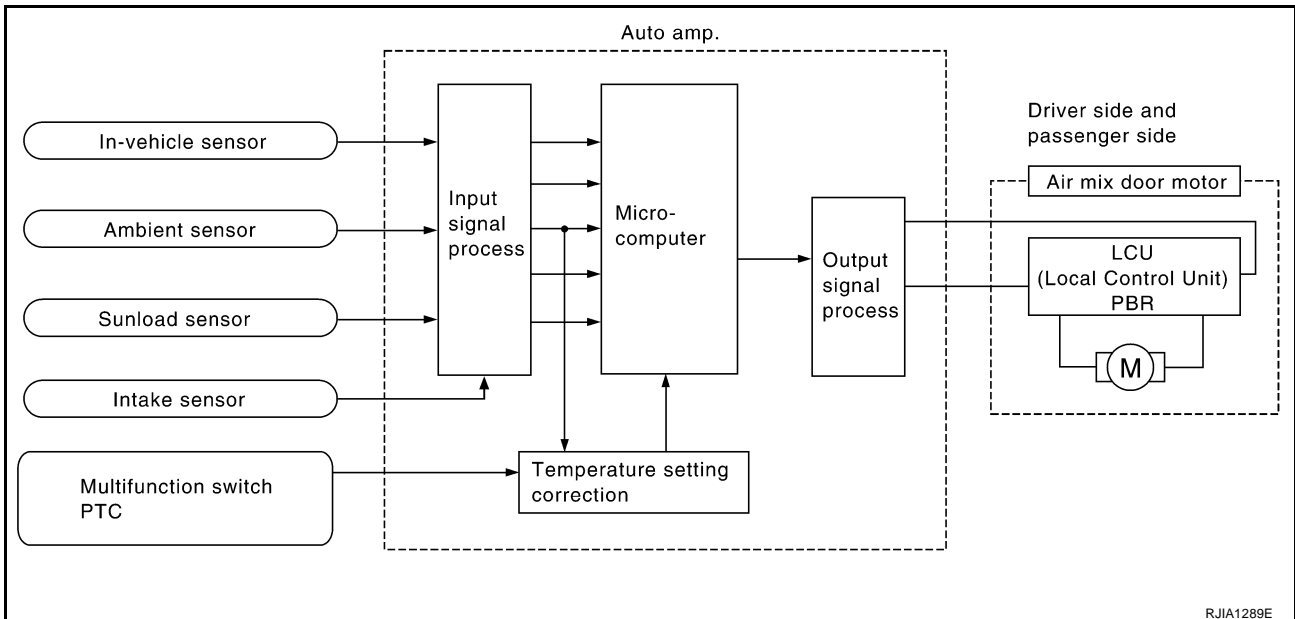 Auto amp.
In-vehicle sensor
Ambient sensor
Sunload sensor
Intake sensor
Multifunction switch
PTC
Input
signal
process
Micro-
computer
Temperature setting
correction
Output
signal
process
Driver side and
passenger side
Air mix door motor
LCU
(Local Control Unit)
PBR
M
RJIA1289E